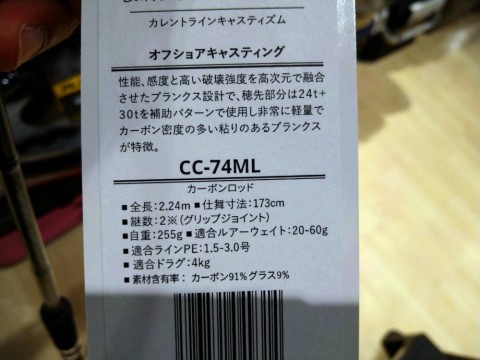 カレントラインキャスティズム
オフショアキャスティング
性能、感度と高い破壊強度を高次元で融合
させたブランクス設計で、穂先部分は24t+
30tを補助パターンで使用し非常に軽量で
カーボン密度の多い粘りのあるブランクス
が特徴。
CC-74ML
カーボンロッド
■全長:2.24m ■仕舞寸法:173cm
■継数:2※(グリップジョイント)
■自重:255g ■適合ルアーウェイト:20-60g
■適合ラインPE:1.5-3.0号
■適合ドラグ:4kg
■素材含有率: カーボン91%グラス9%